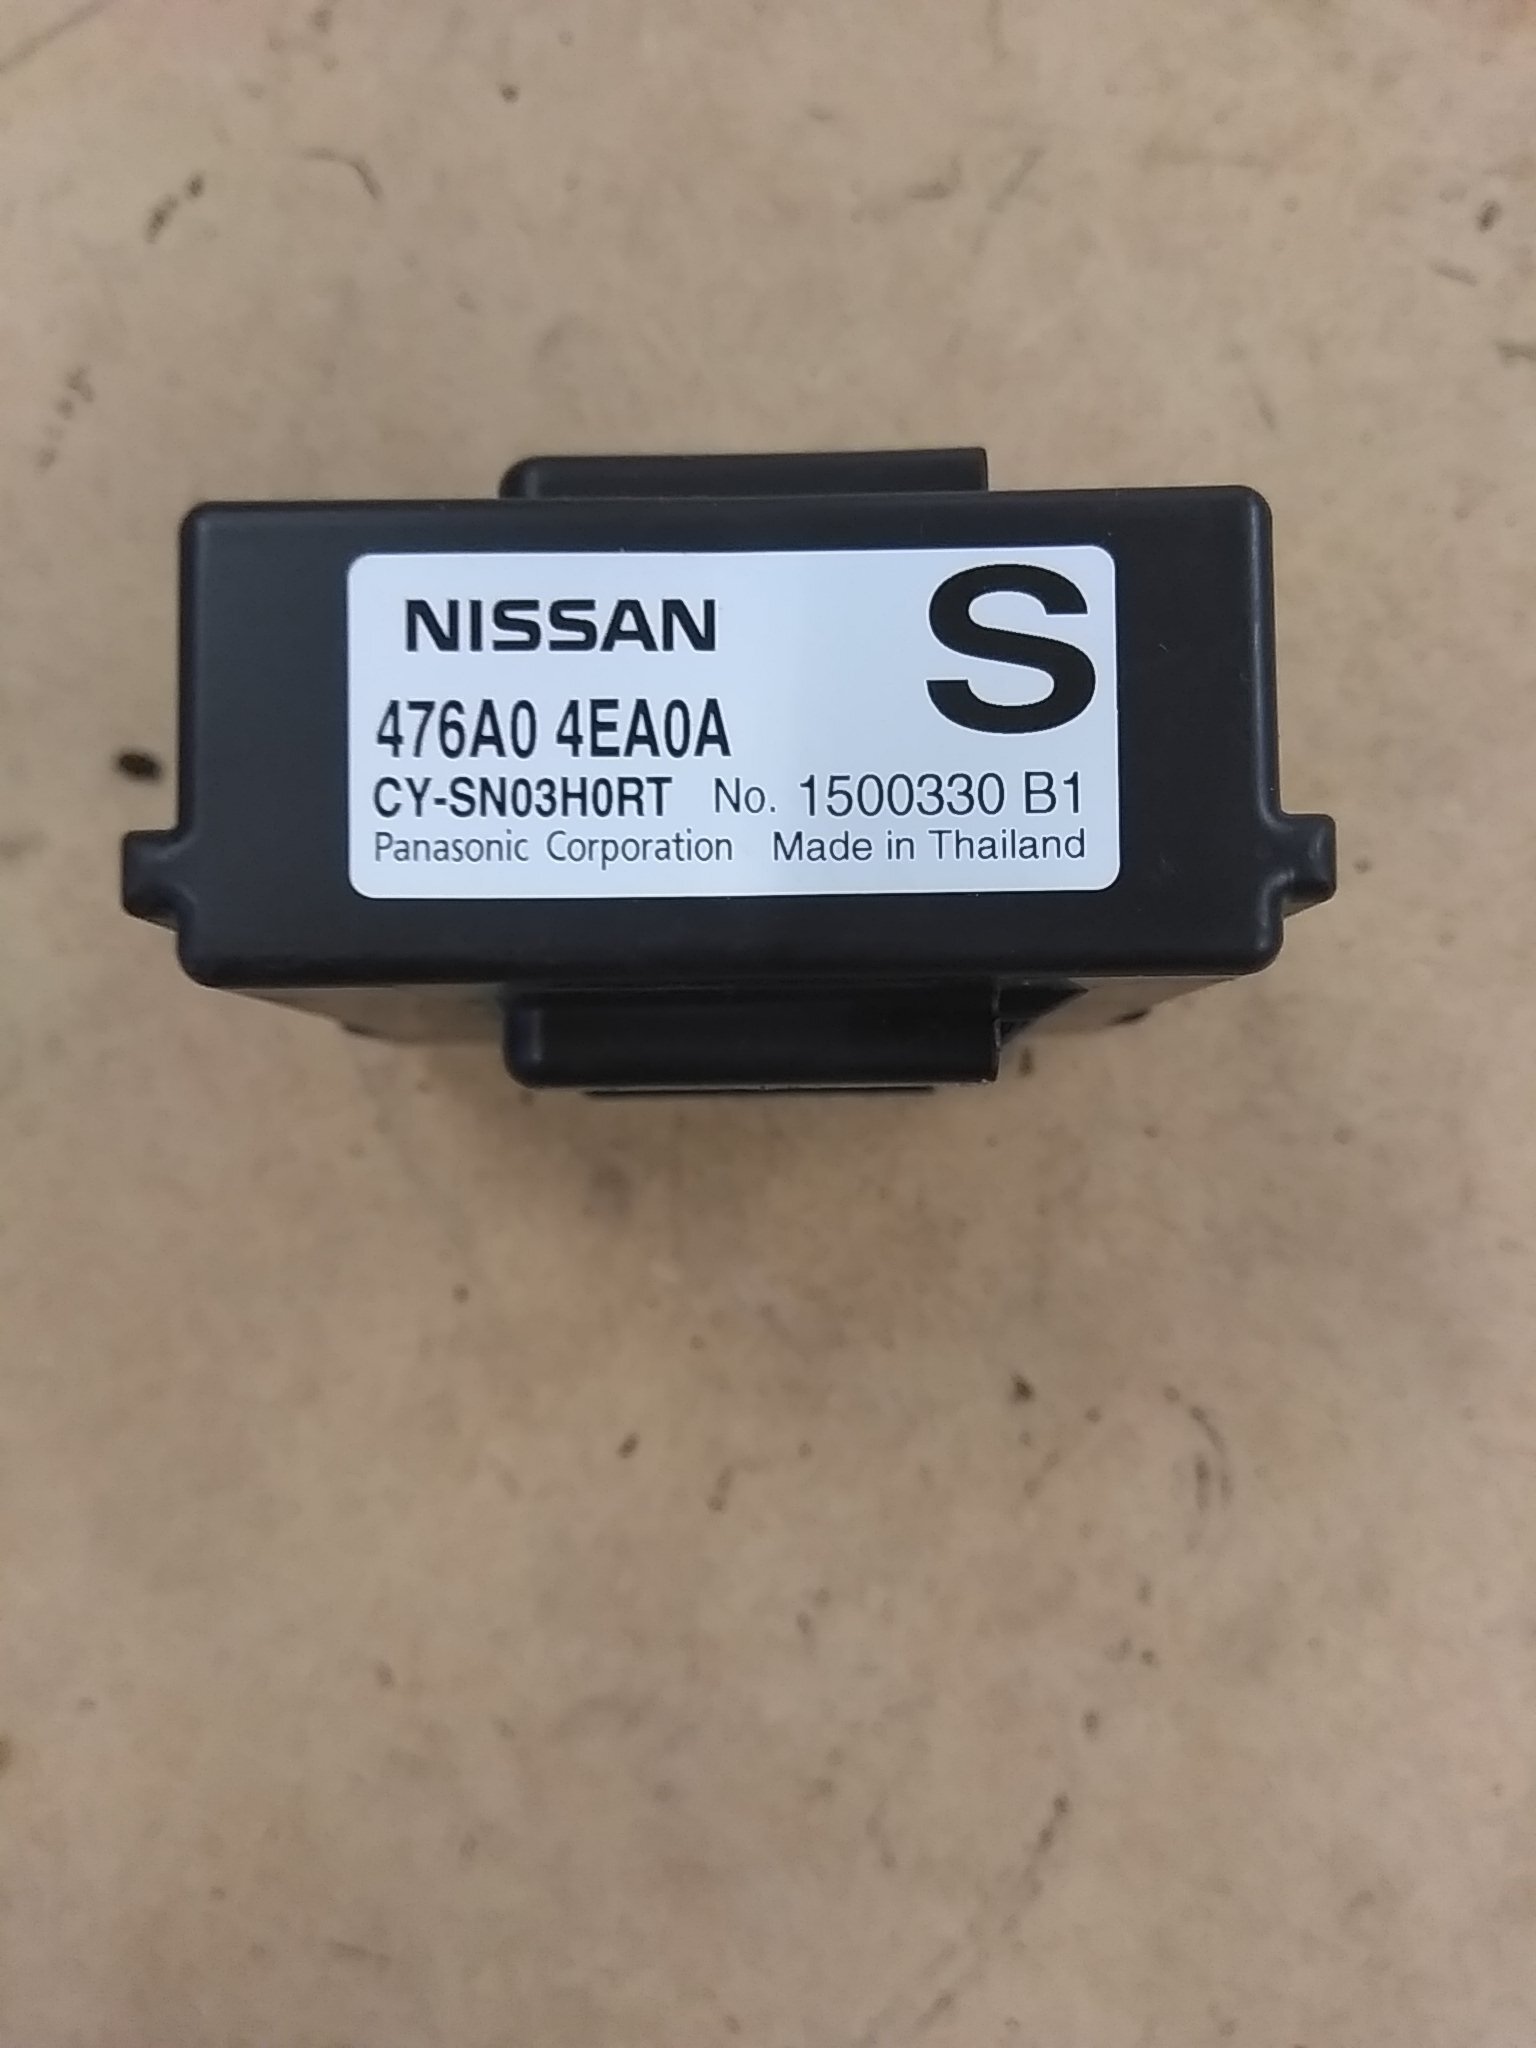 NISSAN S
476A0 4EA0A
CY-SN03H0RT No. 1500330 B1
Panasonic Corporation Made in Thailand